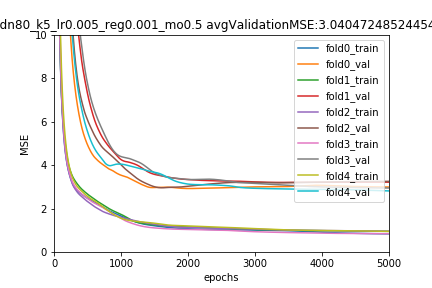 dn80_k5_lr0.005_reg0.001_mo0.5 avgValidationMSE:3.04047248524454
10
8
6
4
2
0
MSE
0
1000
2000
3000
4000
5000
epochs
fold0_train
fold0_val
fold1_train
fold1_val
fold2_train
fold2_val
fold3_train
fold3_val
fold4_train
fold4_val